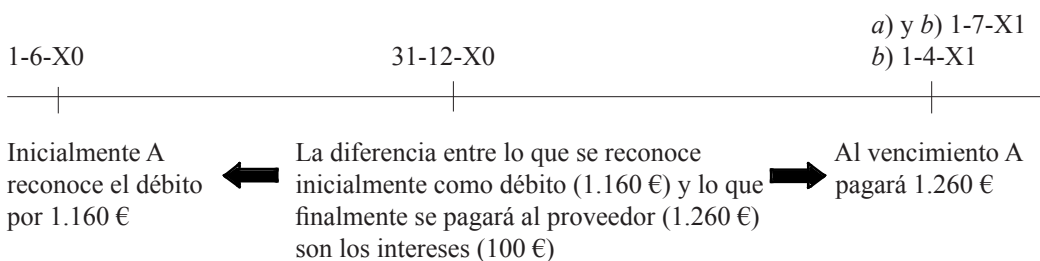 a) y b) 1-7-X1
1-6-X0
31-12-X0
b) 1-4-X1
Inicialmente A
reconoce el débito
por 1.160 €
La diferencia entre lo que se reconoce
inicialmente como débito (1.160 €) y lo que
finalmente se pagará al proveedor (1.260 €)
son los intereses (100 €)
Al vencimiento A
pagará 1.260 €